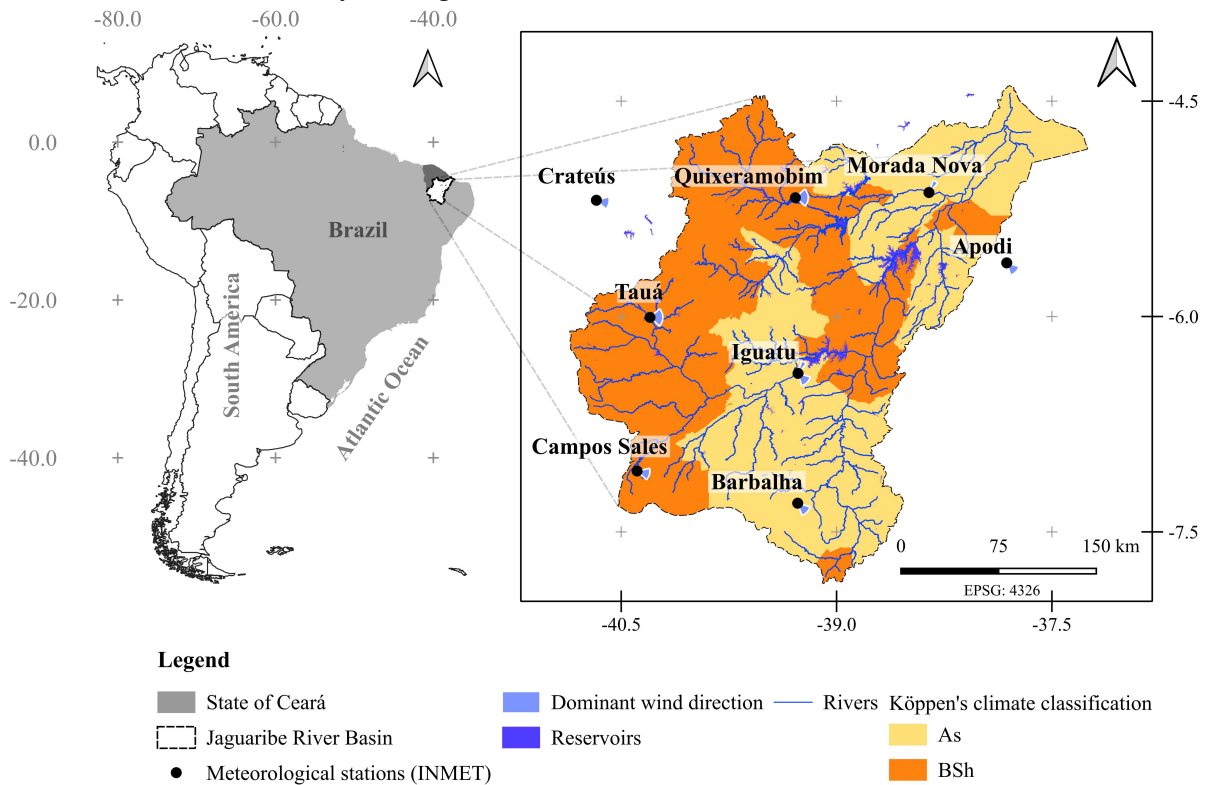 -80.0
-60.0
-40.0
0.0
-20.0
-40.0
Brazil
South America
Atlantic Ocean
Crateús
Quixeramobim
Morada Nova
Apodi
Tauá
Iguatu
Campos Sales
Barbalha
0
75
150 km
EPSG: 4326
-4.5
-6.0
-7.5
-40.5
-39.0
-37.5
Legend
State of Ceará
Jaguaribe River Basin
Meteorological stations (INMET)
Dominant wind direction
Reservoirs
Rivers
Köppen's climate classification
As
BSh